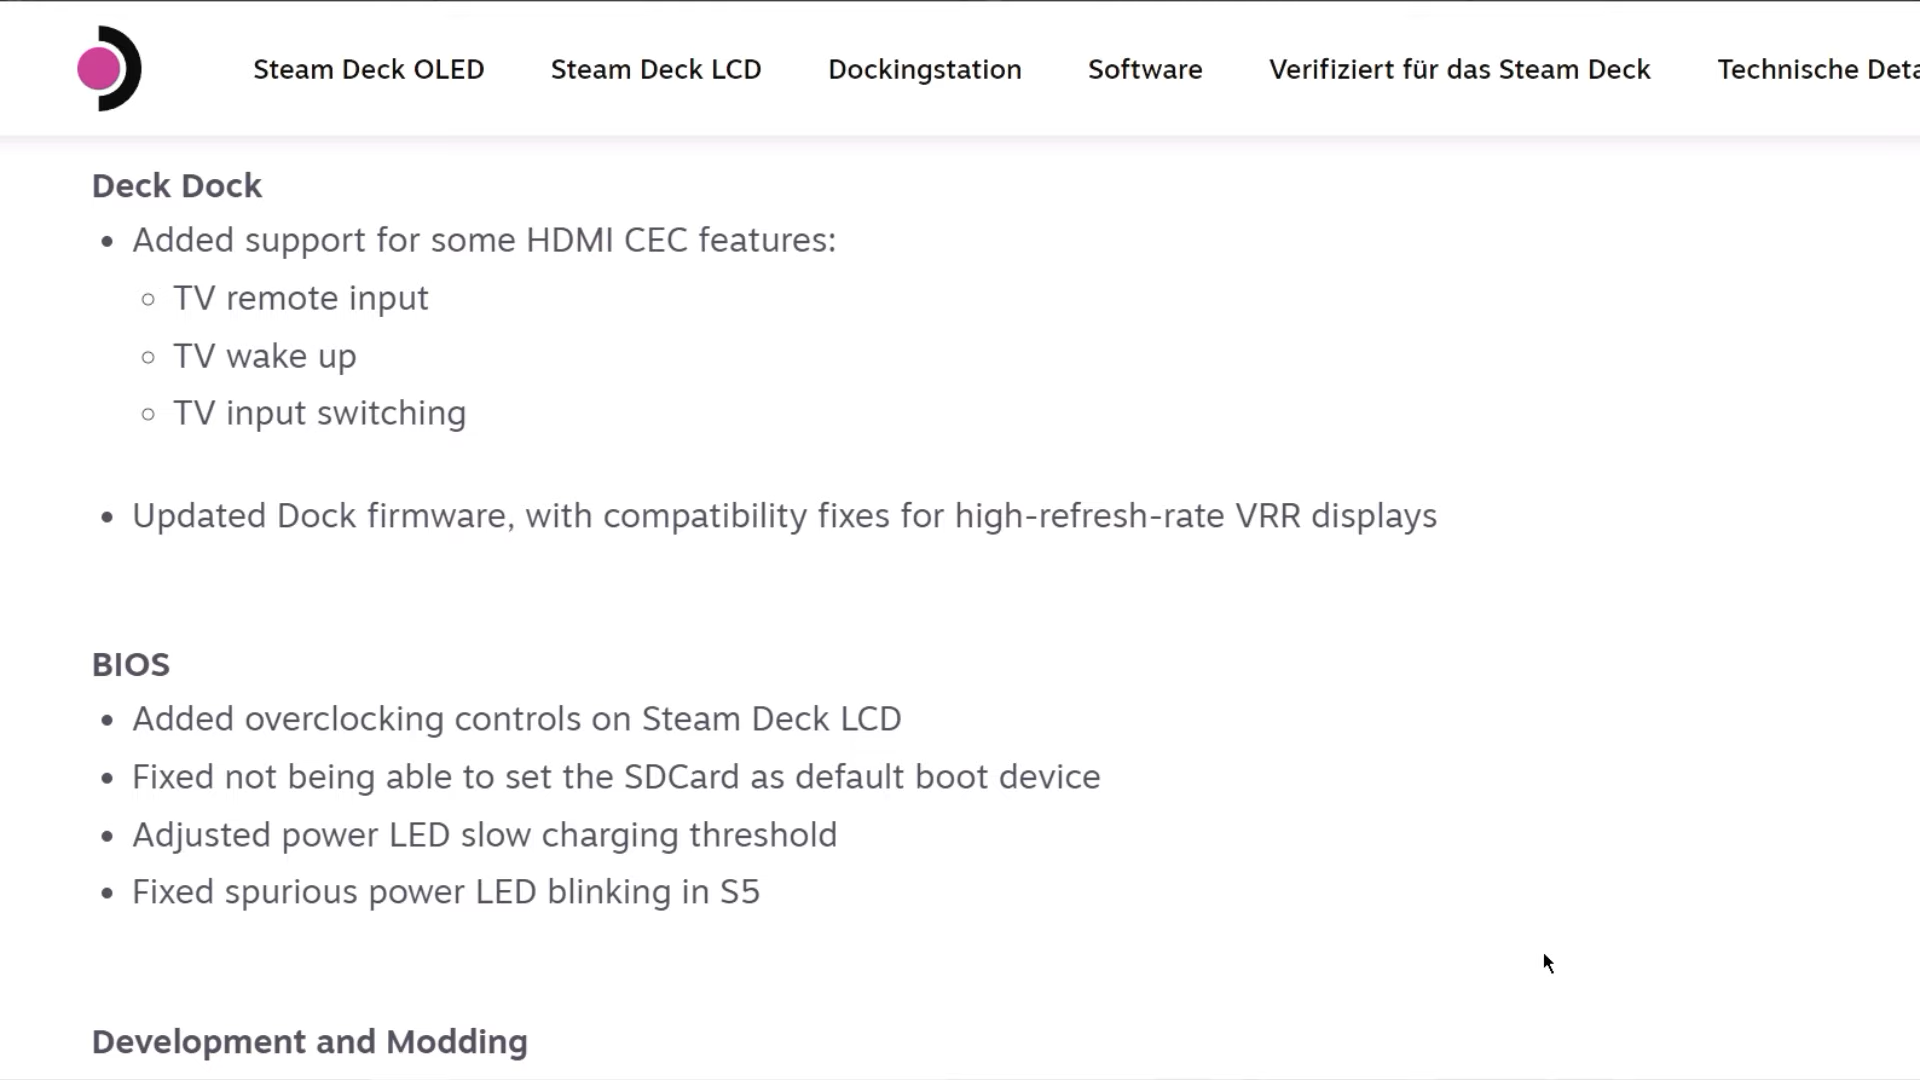 Steam Deck OLED Steam Deck LCD Dockingstation Software Verifiziert für das Steam Deck Technische Deta
Deck Dock
• Added support for some HDMI CEC features:
◦ TV remote input
◦ TV wake up
◦ TV input switching
• Updated Dock firmware, with compatibility fixes for high-refresh-rate VRR displays
BIOS
• Added overclocking controls on Steam Deck LCD
• Fixed not being able to set the SDCard as default boot device
• Adjusted power LED slow charging threshold
• Fixed spurious power LED blinking in S5
Development and Modding